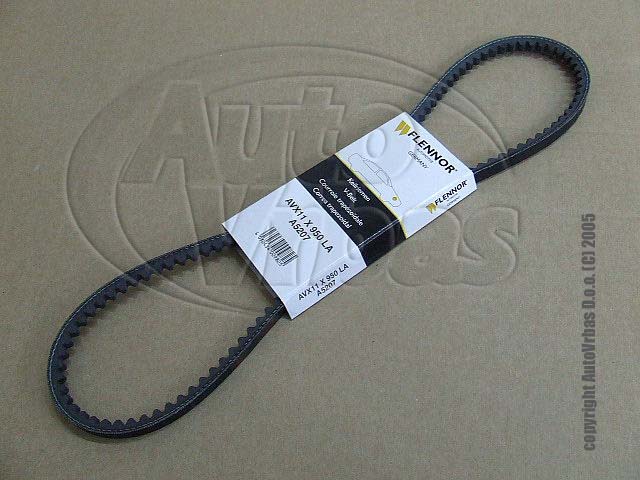 FLENNOR
GERMANY
Keilriemen
V-Belt
Courroie trapezoidale
Correa trapezoidal
AVX11 X 950 LA
A5207
FLENNOR
AVX11 X 950 LA
A5207
Auto
Vrbas
copyright AutoVrbas D.o.o. (C) 2005